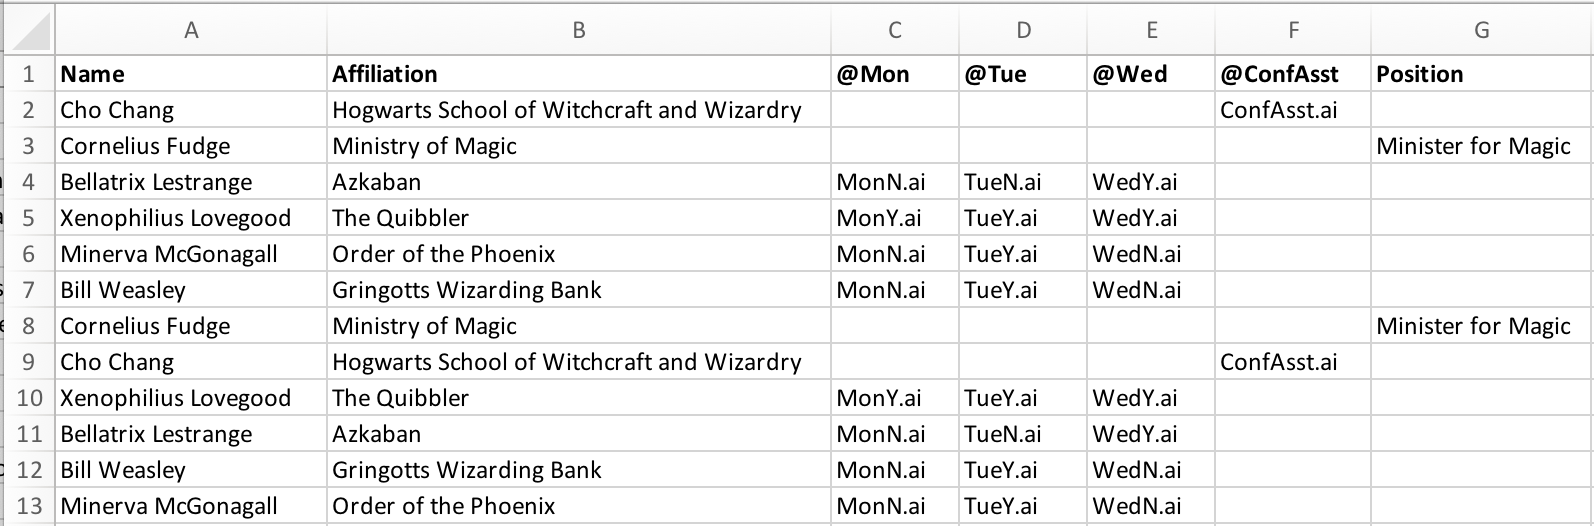 A B C D E F G
1 Name Affiliation @Mon @Tue @Wed @ConfAsst Position
2 Cho Chang Hogwarts School of Witchcraft and Wizardry ConfAsst.ai
3 Cornelius Fudge Ministry of Magic Minister for Magic
4 Bellatrix Lestrange Azkaban MonN.ai TueN.ai WedY.ai
5 Xenophilius Lovegood The Quibbler MonY.ai TueY.ai WedY.ai
6 Minerva McGonagall Order of the Phoenix MonN.ai TueY.ai WedN.ai
7 Bill Weasley Gringotts Wizarding Bank MonN.ai TueY.ai WedN.ai
8 Cornelius Fudge Ministry of Magic Minister for Magic
9 Cho Chang Hogwarts School of Witchcraft and Wizardry ConfAsst.ai
10 Xenophilius Lovegood The Quibbler MonY.ai TueY.ai WedY.ai
11 Bellatrix Lestrange Azkaban MonN.ai TueN.ai WedY.ai
12 Bill Weasley Gringotts Wizarding Bank MonN.ai TueY.ai WedN.ai
13 Minerva McGonagall Order of the Phoenix MonN.ai TueY.ai WedN.ai